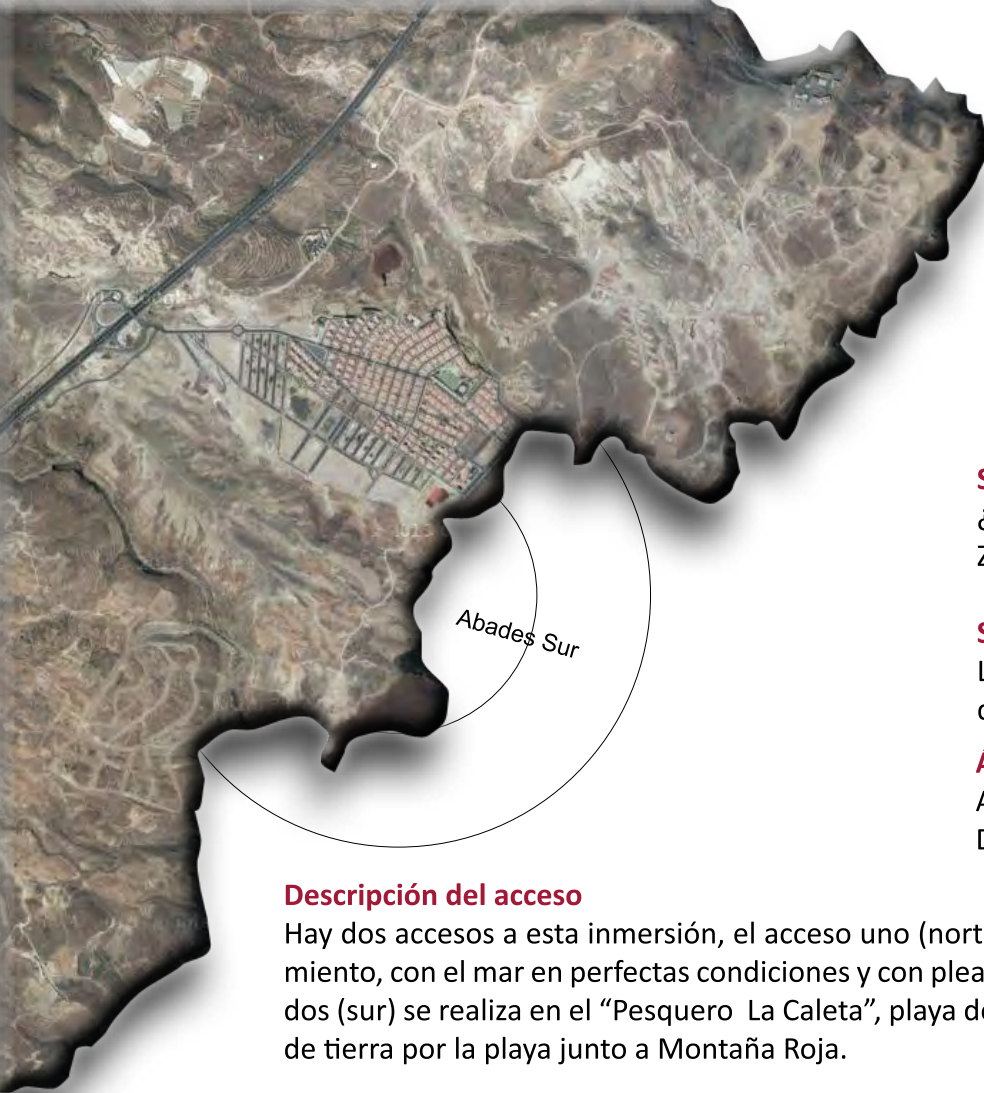 Abades Sur
Descripción del acceso
Hay dos accesos a esta inmersión, el acceso uno (nort
miento, con el mar en perfectas condiciones y con plea
dos (sur) se realiza en el “Pesquero La Caleta”, playa de
de tierra por la playa junto a Montaña Roja.